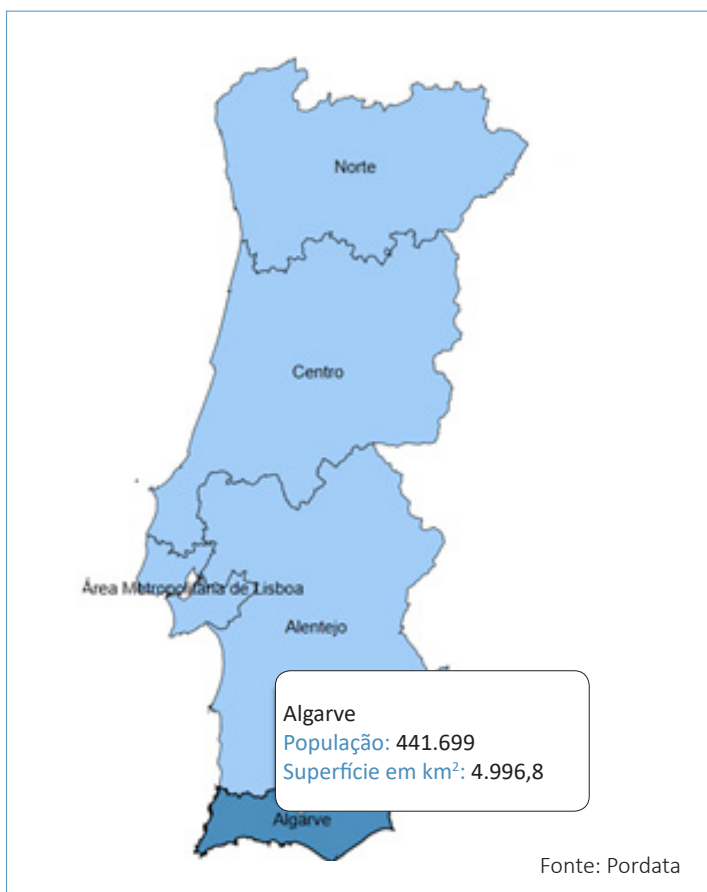 Norte
Centro
Área Metropolitana de Lisboa
Alentejo
Algarve
População: 441.699
Superfície em km²: 4.996,8
Algarve
Fonte: Pordata